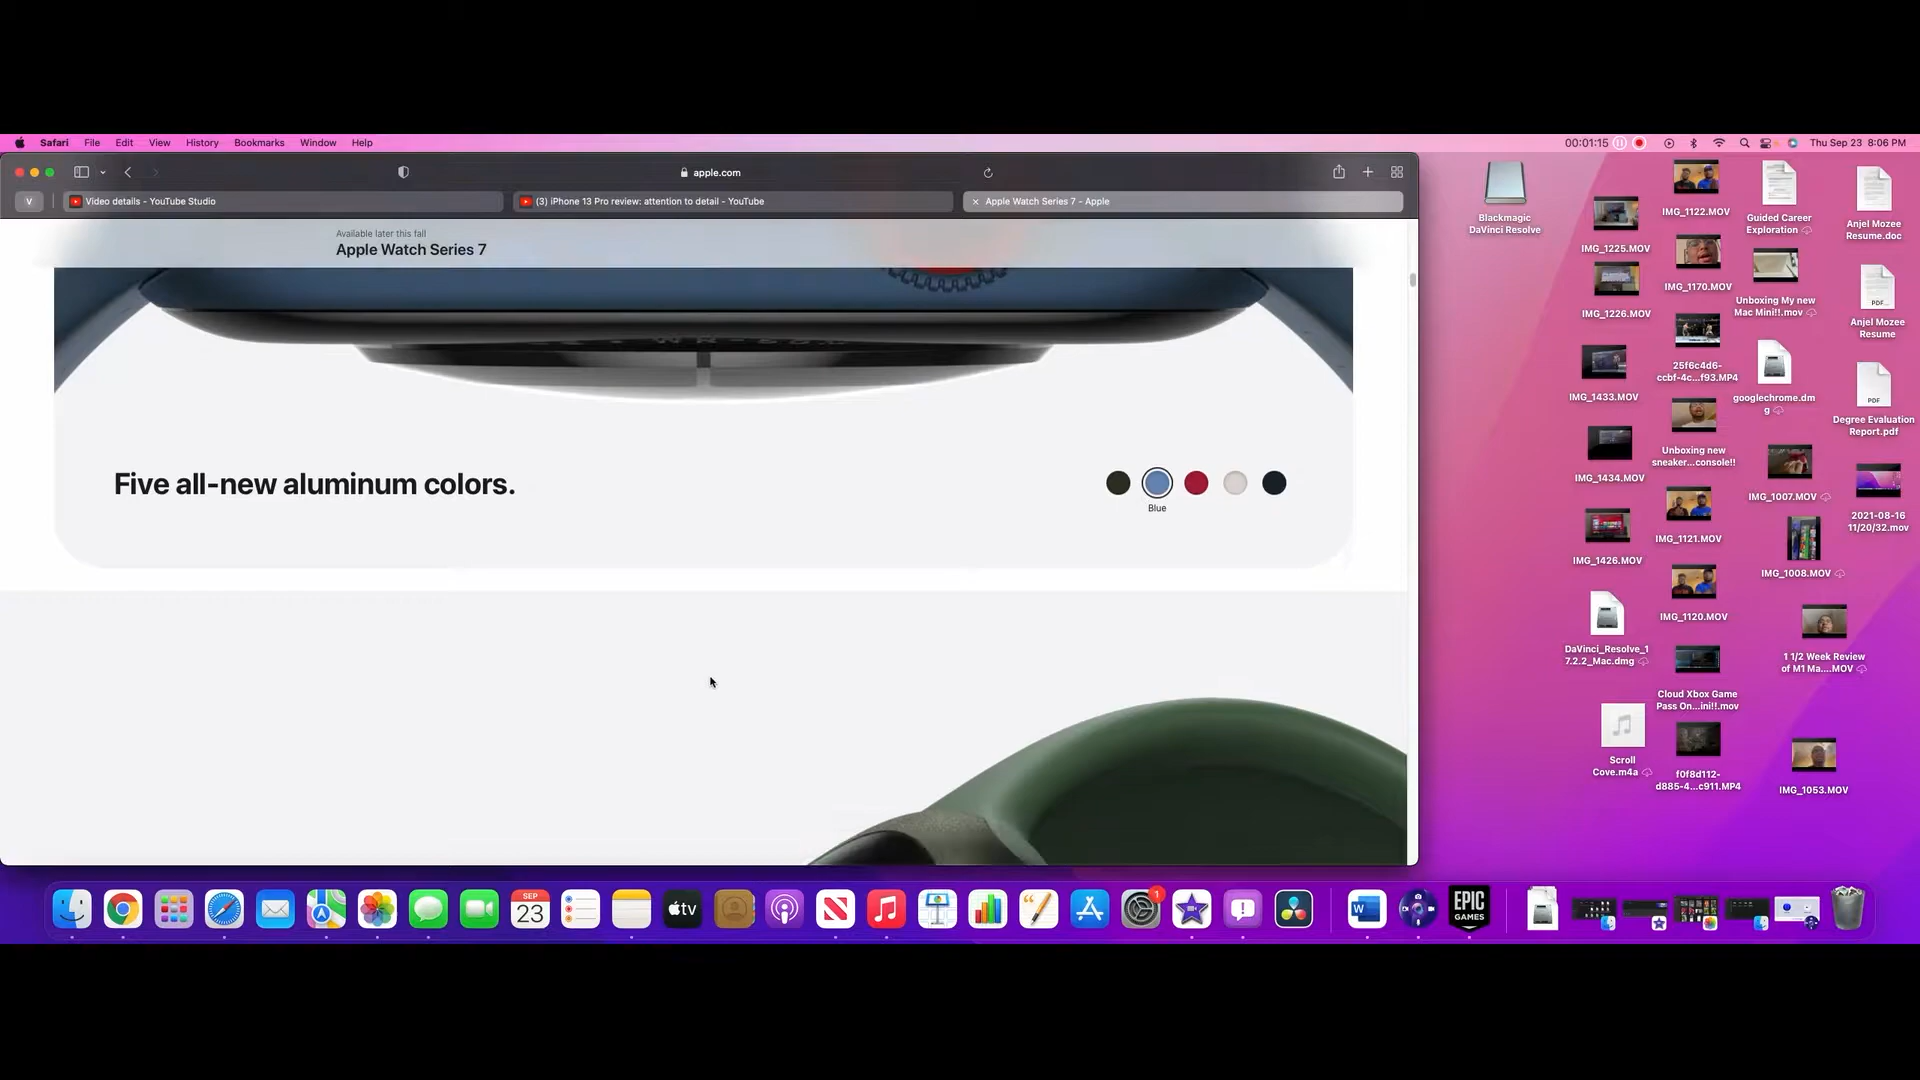 Safari File Edit View History Bookmarks Window Help
00:01:15
Thu Sep 23 8:06 PM
apple.com
V
Video details - YouTube Studio
(3) iPhone 13 Pro review: attention to detail - YouTube
Apple Watch Series 7 - Apple
Available later this fall
Apple Watch Series 7
Five all-new aluminum colors.
Blue
Blackmagic
DaVinci Resolve
IMG_1225.MOV
IMG_1226.MOV
IMG_1433.MOV
IMG_1434.MOV
IMG_1426.MOV
DaVinci_Resolve_1
7.2.2_Mac.dmg
Scroll
Cove.m4a
IMG_1122.MOV
IMG_1170.MOV
25f6c4d6-
ccbf-4c...f93.MP4
Unboxing new
sneaker...console!!
IMG_1121.MOV
IMG_1120.MOV
Cloud Xbox Game
Pass On...ini!!.mov
f0f8d112-
d885-4...c911.MP4
Guided Career
Exploration
Unboxing My new
Mac Mini!!.mov
googlechrome.dm
g
IMG_1007.MOV
IMG_1008.MOV
1 1/2 Week Review
of M1 Ma....MOV
IMG_1053.MOV
Anjel Mozee
Resume.doc
PDF
Anjel Mozee
Resume
PDF
Degree Evaluation
Report.pdf
2021-08-16
11/20/32.mov
SEP
23
tv
1
W
EPIC
GAMES